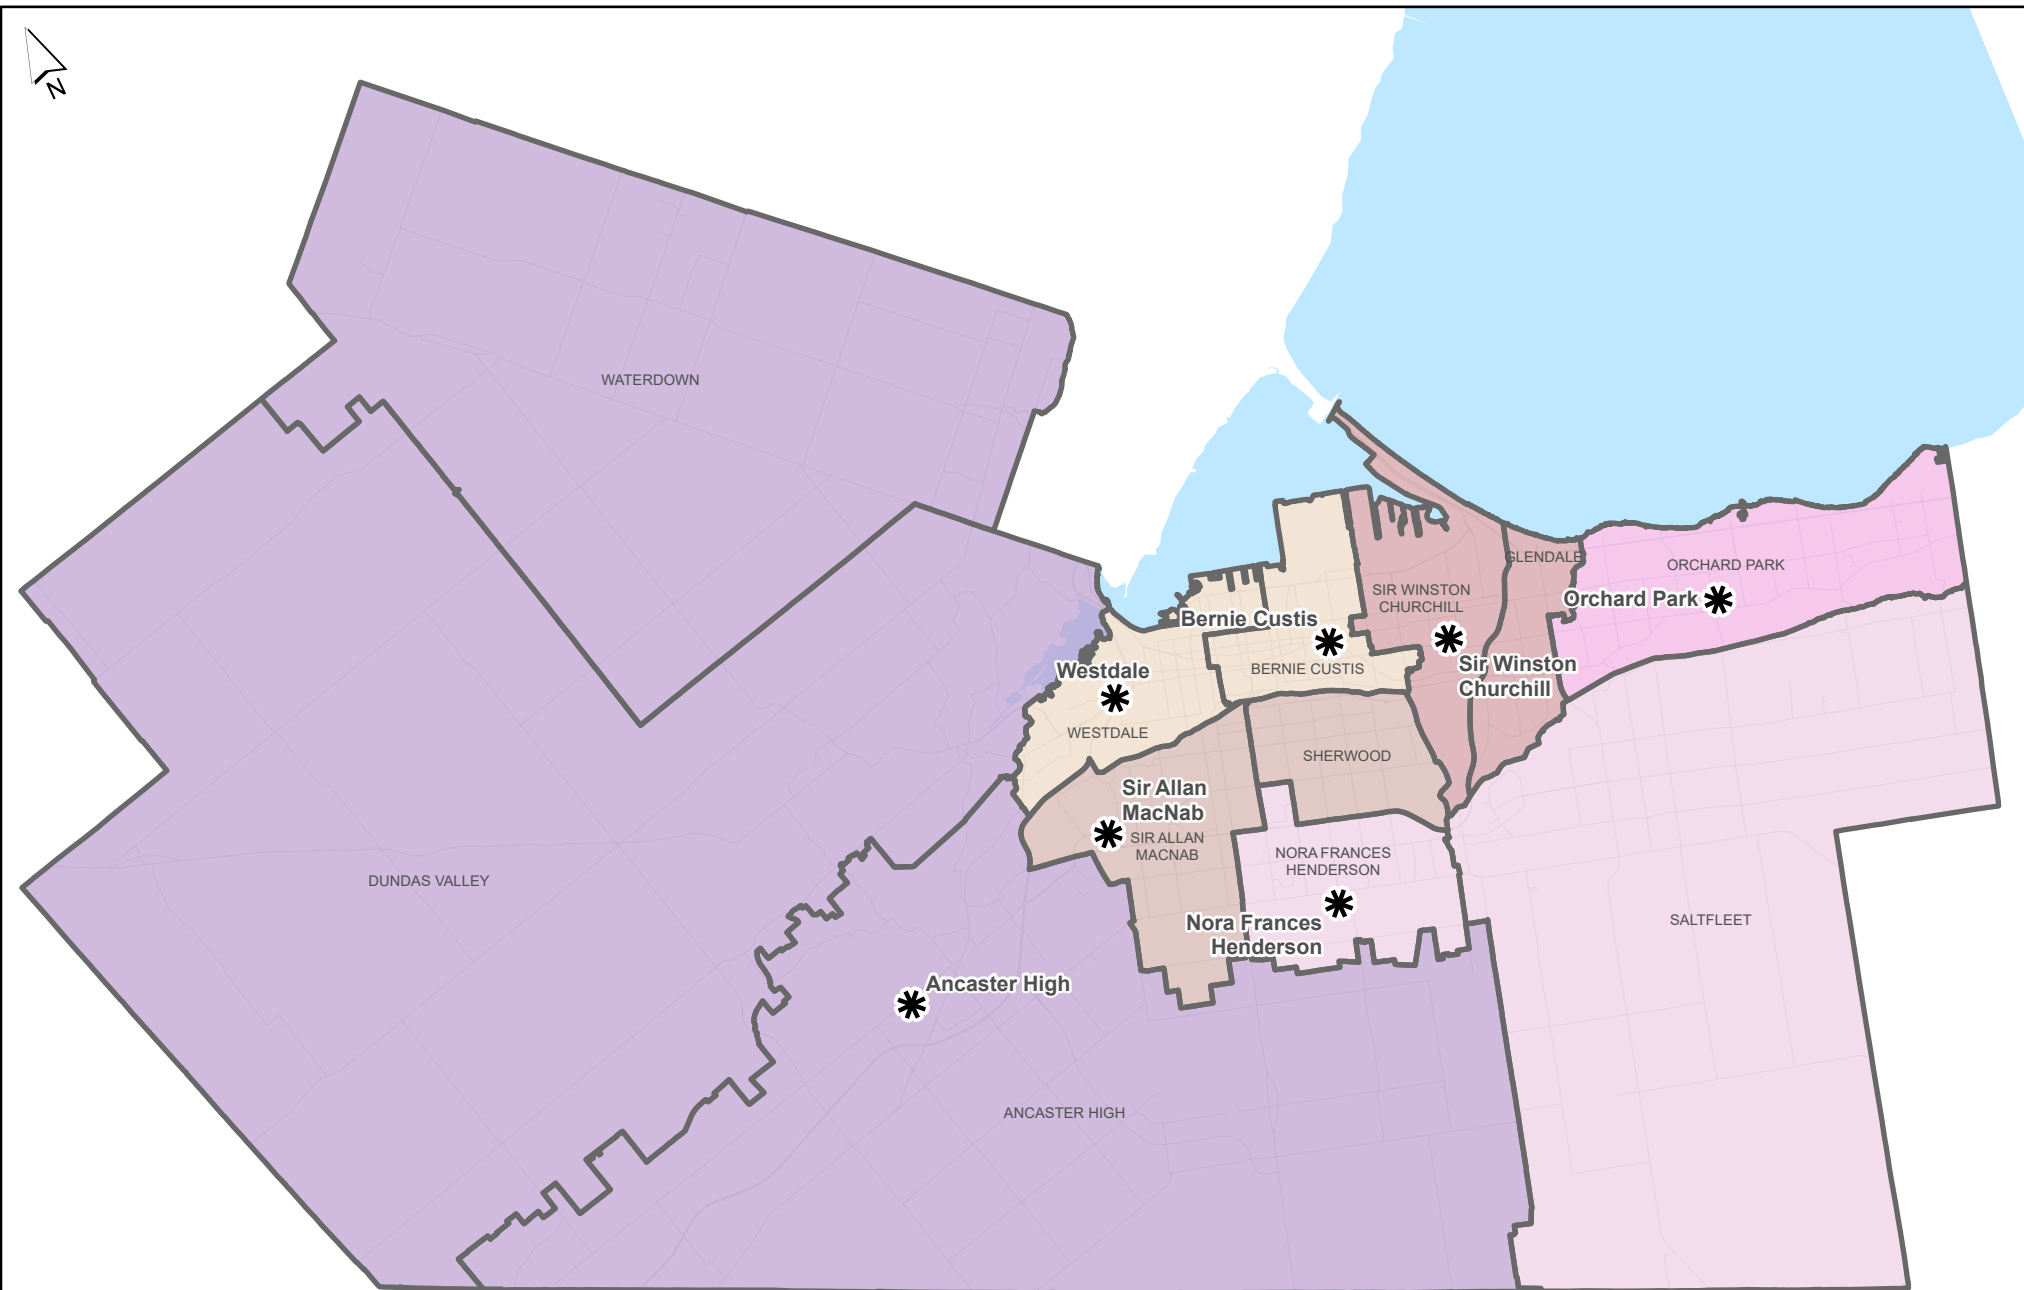 N
WATERDOWN
GLENDALE
ORCHARD PARK
SIR WINSTON
CHURCHILL
Orchard Park
Bernie Custis
BERNIE CUSTIS
Sir Winston
Churchill
Westdale
WESTDALE
SHERWOOD
Sir Allan
MacNab
SIR ALLAN
MACNAB
NORA FRANCES
HENDERSON
DUNDAS VALLEY
Nora Frances
Henderson
SALTFLEET
Ancaster High
ANCASTER HIGH